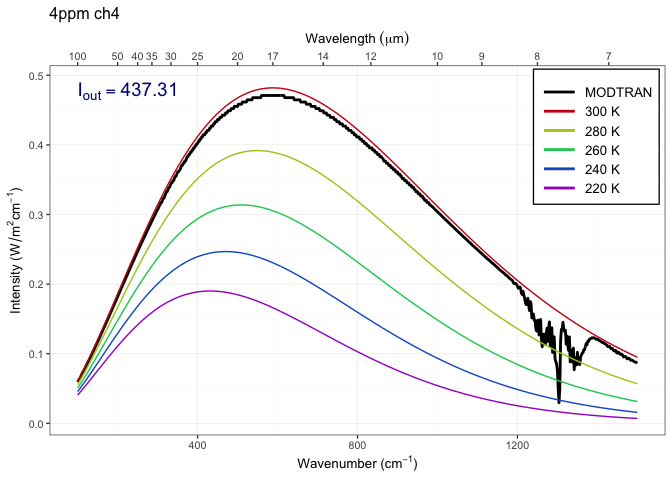 4ppm ch4
Wavelength (μm)
100 50 40 35 30 25 20 17 14 12 11 10 9 8 7
I_out = 437.31
MODTRAN
300 K
280 K
260 K
240 K
220 K
Intensity (W/m² cm⁻¹)
0.5
0.4
0.3
0.2
0.1
0.0
400 800 1200
Wavenumber (cm⁻¹)